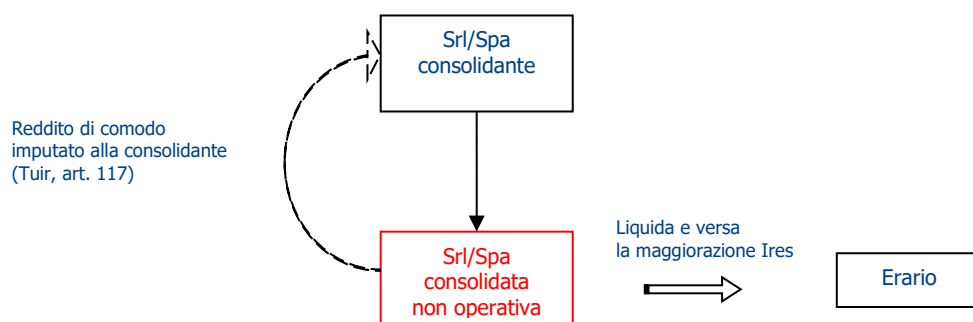 Srl/Spa
consolidante
Reddito di comodo
imputato alla consolidante
(Tuir, art. 117)
Srl/Spa
consolidata
non operativa
Liquida e versa
la maggiorazione Ires
Erario